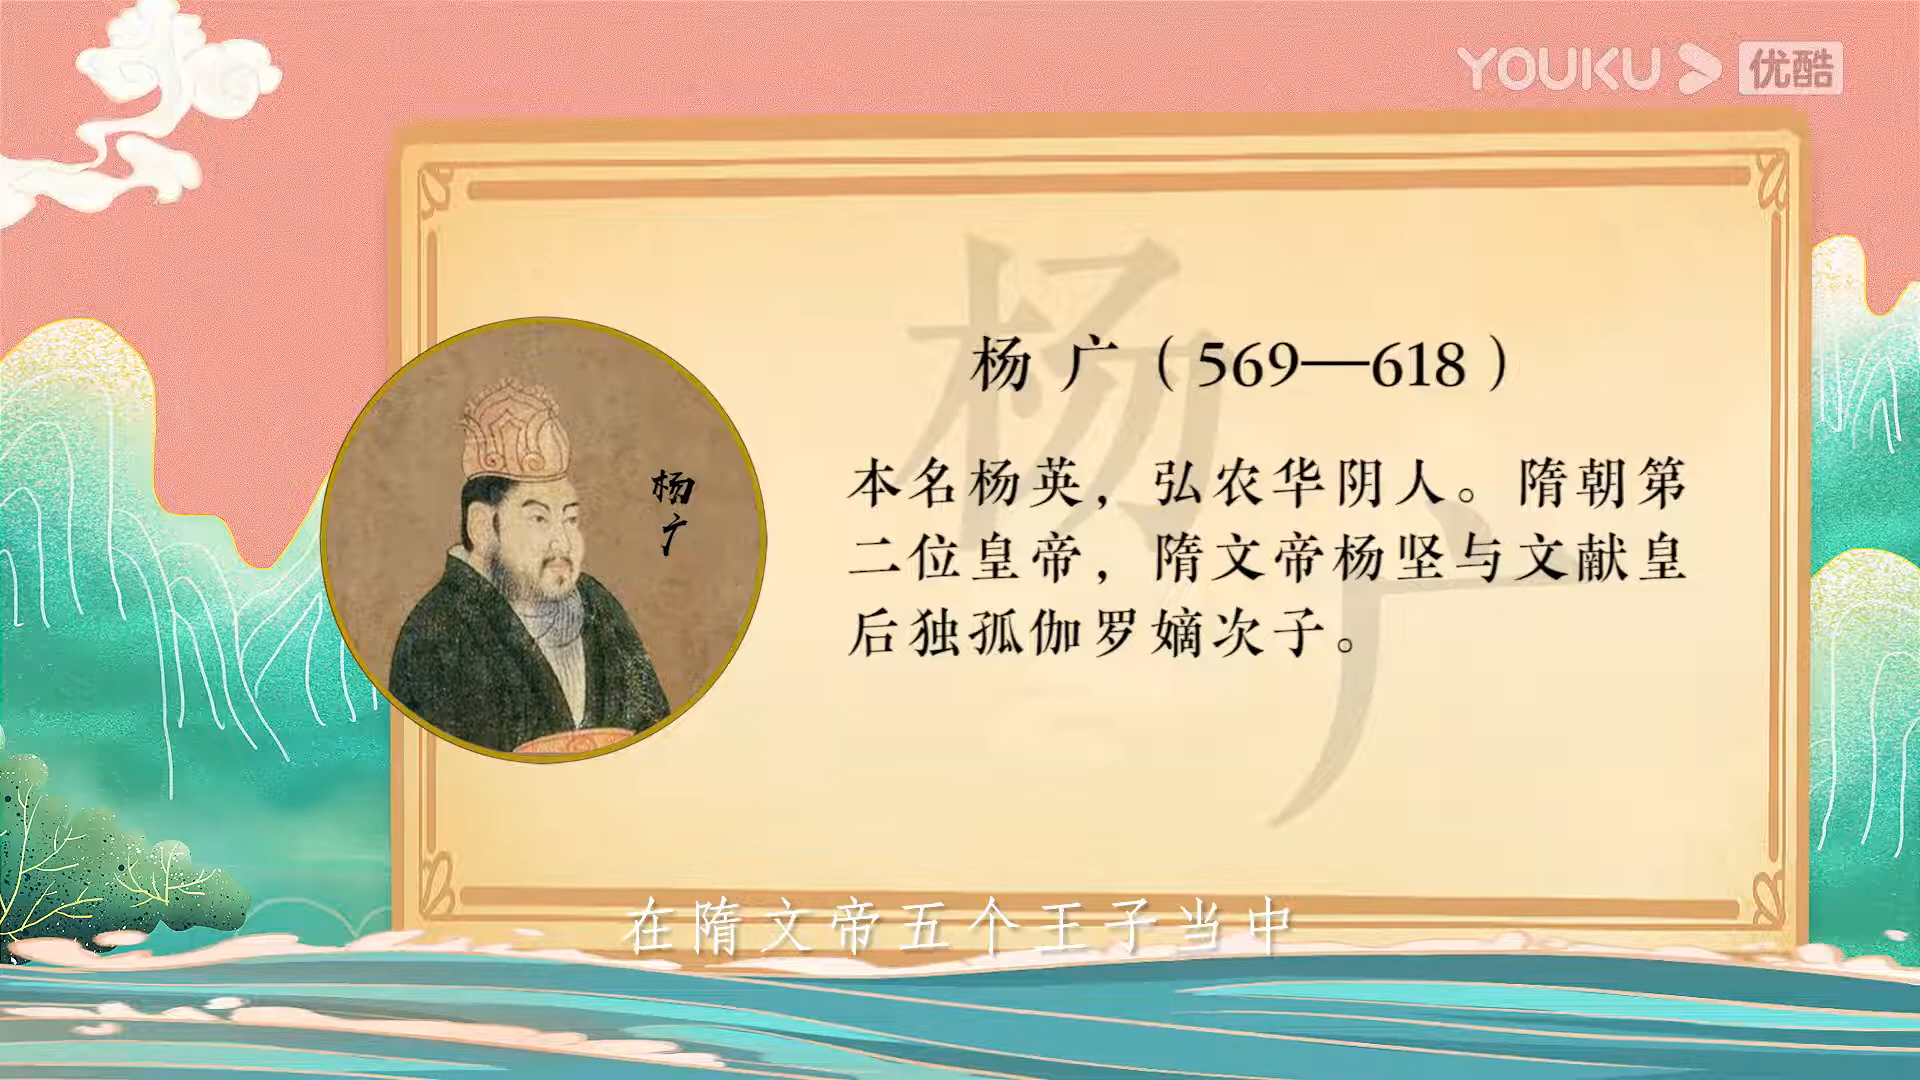 YOUKU 优酷
杨广（569—618）
杨广
本名杨英，弘农华阴人。隋朝第
二位皇帝，隋文帝杨坚与文献皇
后独孤伽罗嫡次子。
杨
广
在隋文帝五个王子当中